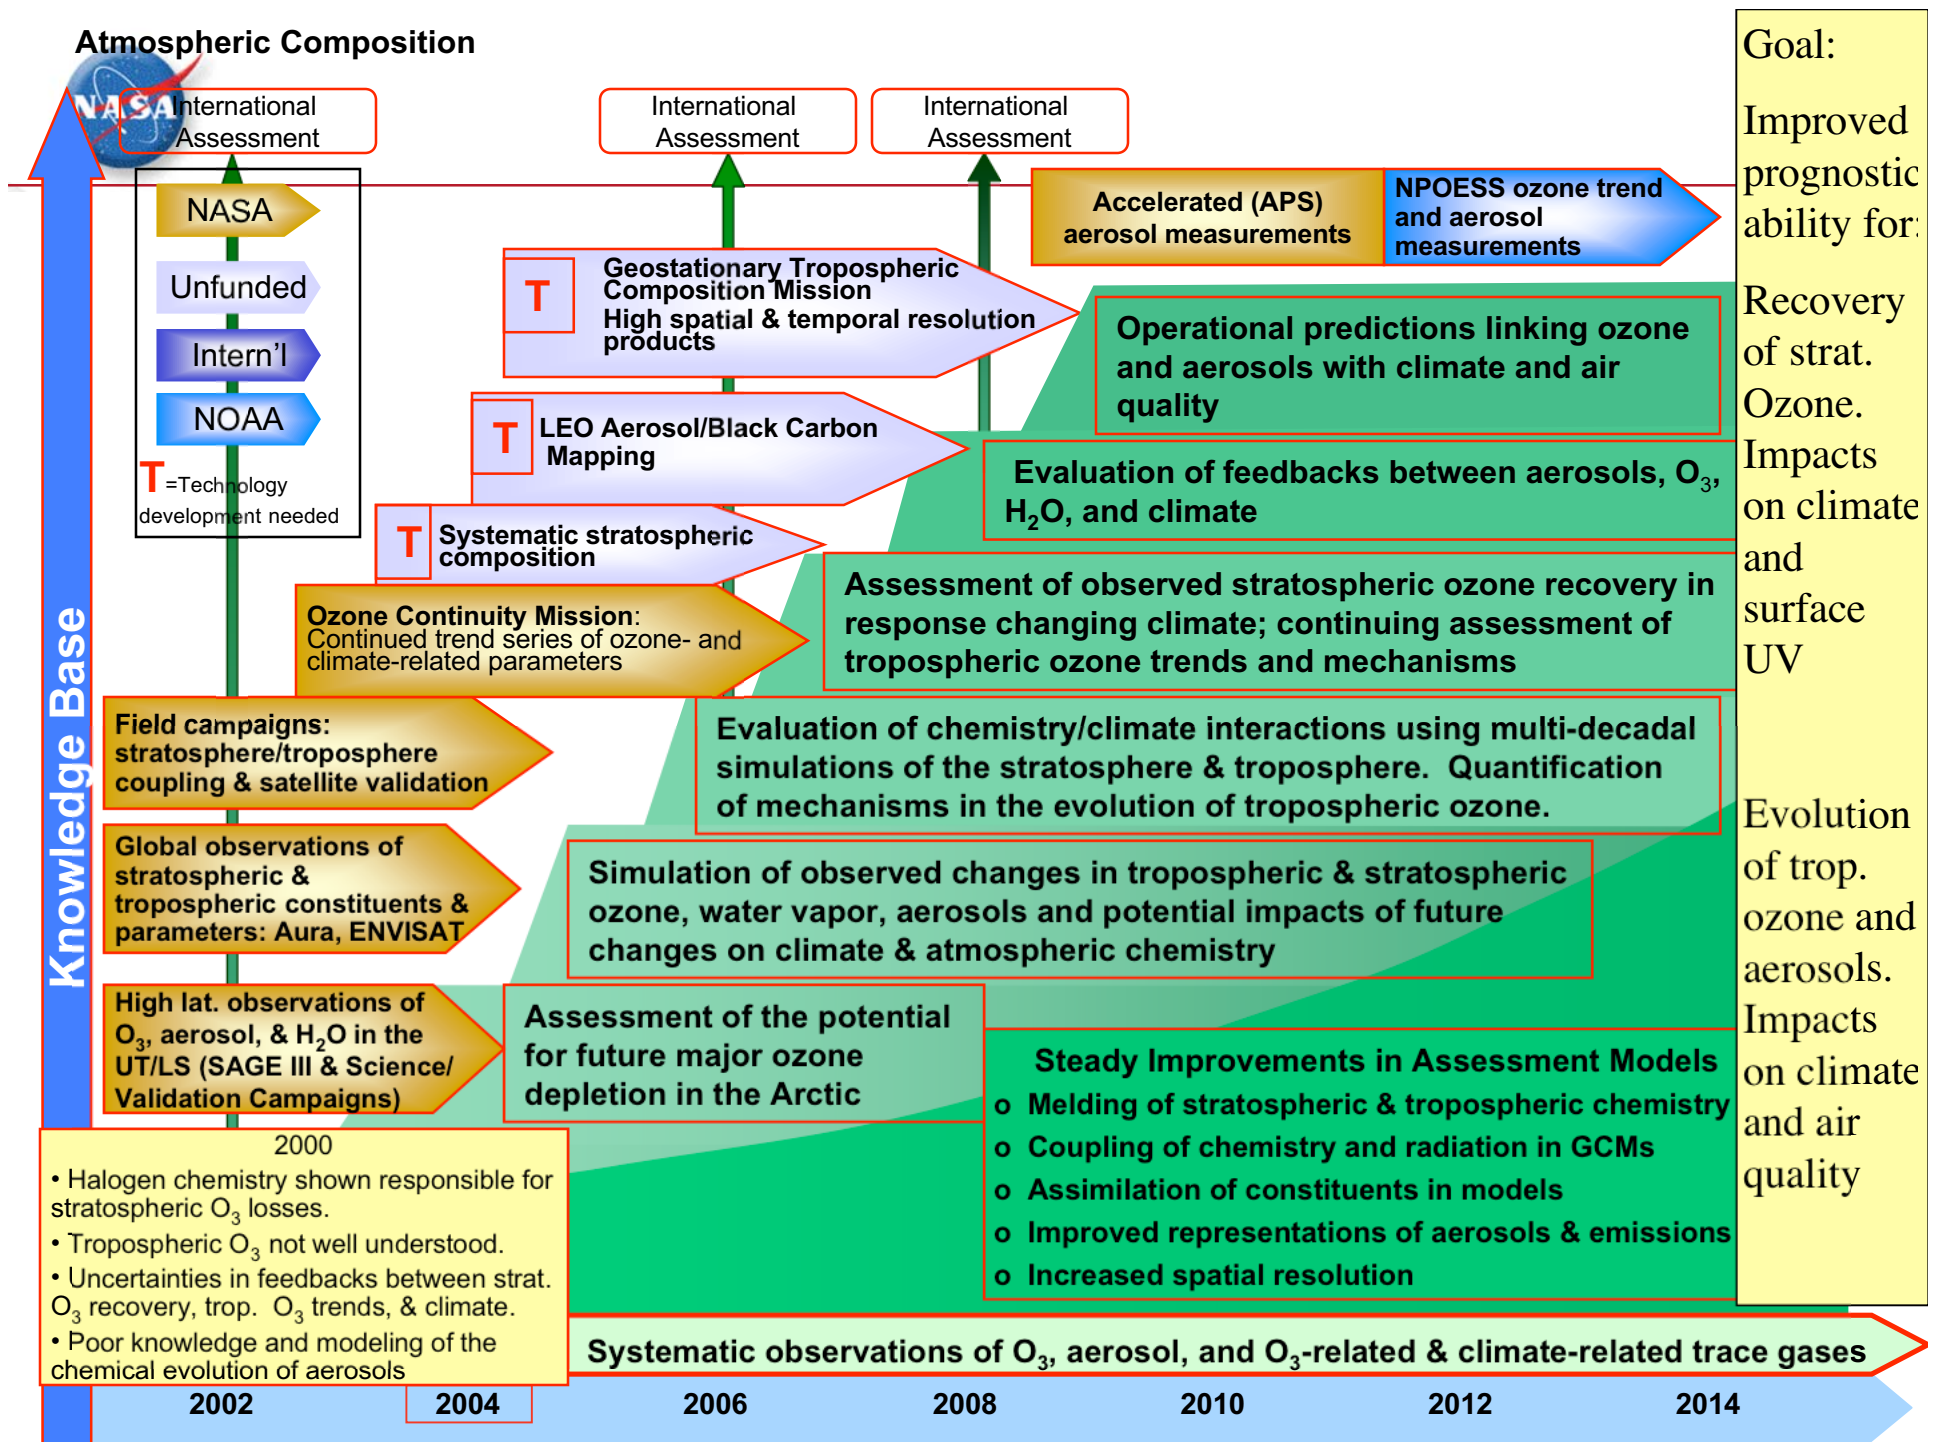 Atmospheric Composition
NASA
International
Assessment
International
Assessment
International
Assessment
NASA
Unfunded
Intern'l
NOAA
T=Technology
development needed
Accelerated (APS)
aerosol measurements
NPOESS ozone trend
and aerosol
measurements
T
Geostationary Tropospheric
Composition Mission
High spatial & temporal resolution
products
Operational predictions linking ozone
and aerosols with climate and air
quality
T
LEO Aerosol/Black Carbon
Mapping
Evaluation of feedbacks between aerosols, O3,
H2O, and climate
T
Systematic stratospheric
composition
Assessment of observed stratospheric ozone recovery in
response changing climate; continuing assessment of
tropospheric ozone trends and mechanisms
Ozone Continuity Mission:
Continued trend series of ozone- and
climate-related parameters
Field campaigns:
stratosphere/troposphere
coupling & satellite validation
Evaluation of chemistry/climate interactions using multi-decadal
simulations of the stratosphere & troposphere. Quantification
of mechanisms in the evolution of tropospheric ozone.
Global observations of
stratospheric &
tropospheric constituents &
parameters: Aura, ENVISAT
Simulation of observed changes in tropospheric & stratospheric
ozone, water vapor, aerosols and potential impacts of future
changes on climate & atmospheric chemistry
High lat. observations of
O3, aerosol, & H2O in the
UT/LS (SAGE III & Science/
Validation Campaigns)
Assessment of the potential
for future major ozone
depletion in the Arctic
Steady Improvements in Assessment Models
o Melding of stratospheric & tropospheric chemistry
o Coupling of chemistry and radiation in GCMs
o Assimilation of constituents in models
o Improved representations of aerosols & emissions
o Increased spatial resolution
2000
• Halogen chemistry shown responsible for
stratospheric O3 losses.
• Tropospheric O3 not well understood.
• Uncertainties in feedbacks between strat.
O3 recovery, trop. O3 trends, & climate.
• Poor knowledge and modeling of the
chemical evolution of aerosols
Systematic observations of O3, aerosol, and O3-related & climate-related trace gases
2002
2004
2006
2008
2010
2012
2014
Knowledge Base
Goal:
Improved
prognostic
ability for:
Recovery
of strat.
Ozone.
Impacts
on climate
and
surface
UV
Evolution
of trop.
ozone and
aerosols.
Impacts
on climate
and air
quality